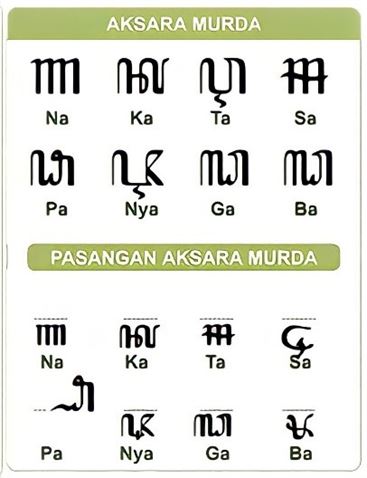 AKSARA MURDA
ꦟ ꦑ ꦡ ꦯ
Na Ka Ta Sa
ꦦ ꦘ ꦓ ꦨ
Pa Nya Ga Ba
PASANGAN AKSARA MURDA
Na Ka Ta Sa
Pa Nya Ga Ba